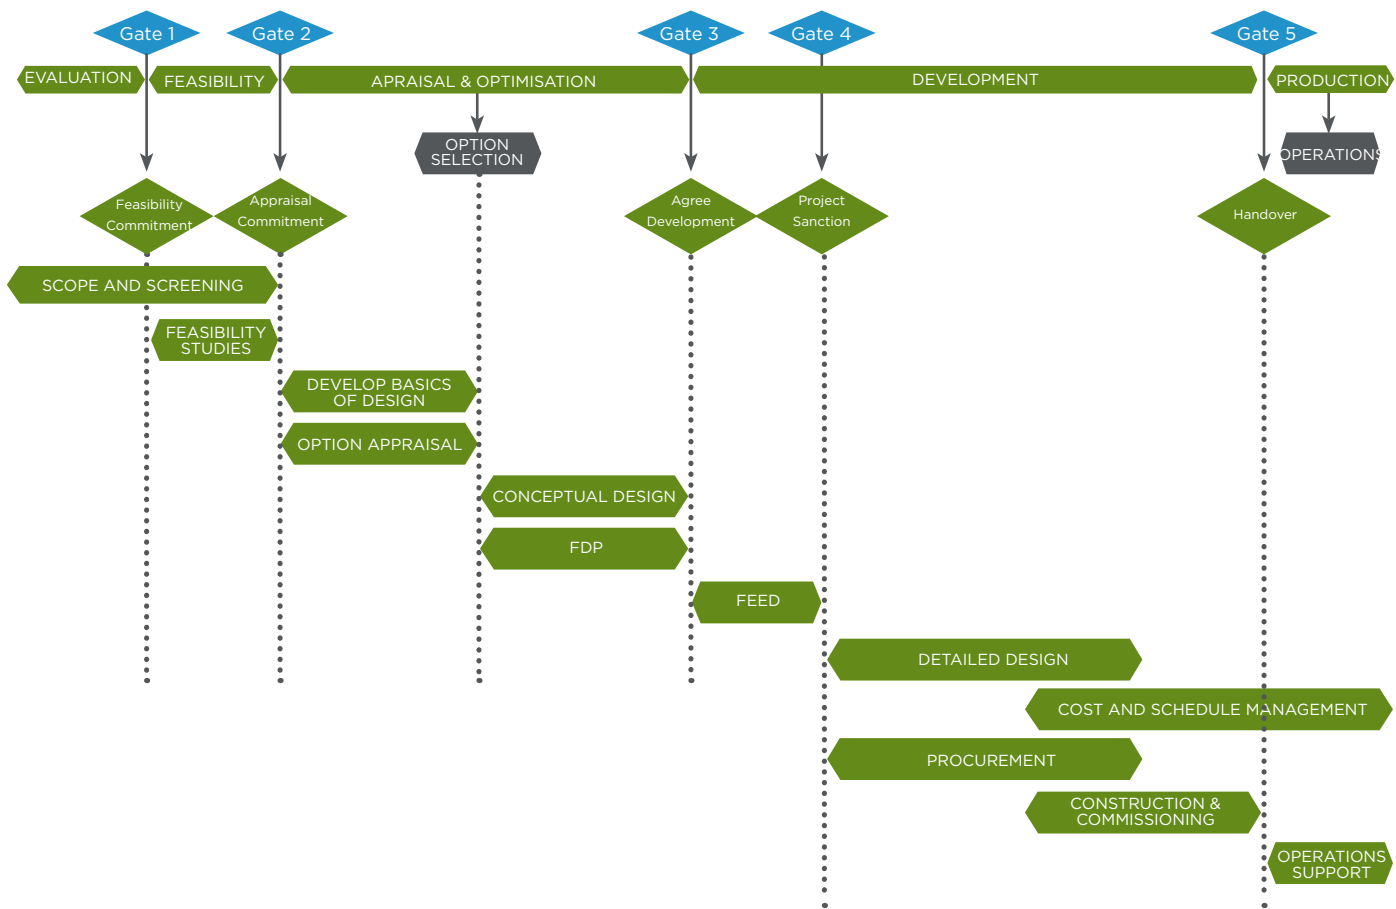 Gate 1
Gate 2
Gate 3
Gate 4
Gate 5
EVALUATION
FEASIBILITY
APRAISAL & OPTIMISATION
DEVELOPMENT
PRODUCTION
OPTION
SELECTION
OPERATIONS
Feasibility
Commitment
Appraisal
Commitment
Agree
Development
Project
Sanction
Handover
SCOPE AND SCREENING
FEASIBILITY
STUDIES
DEVELOP BASICS
OF DESIGN
OPTION APPRAISAL
CONCEPTUAL DESIGN
FDP
FEED
DETAILED DESIGN
COST AND SCHEDULE MANAGEMENT
PROCUREMENT
CONSTRUCTION &
COMMISSIONING
OPERATIONS
SUPPORT